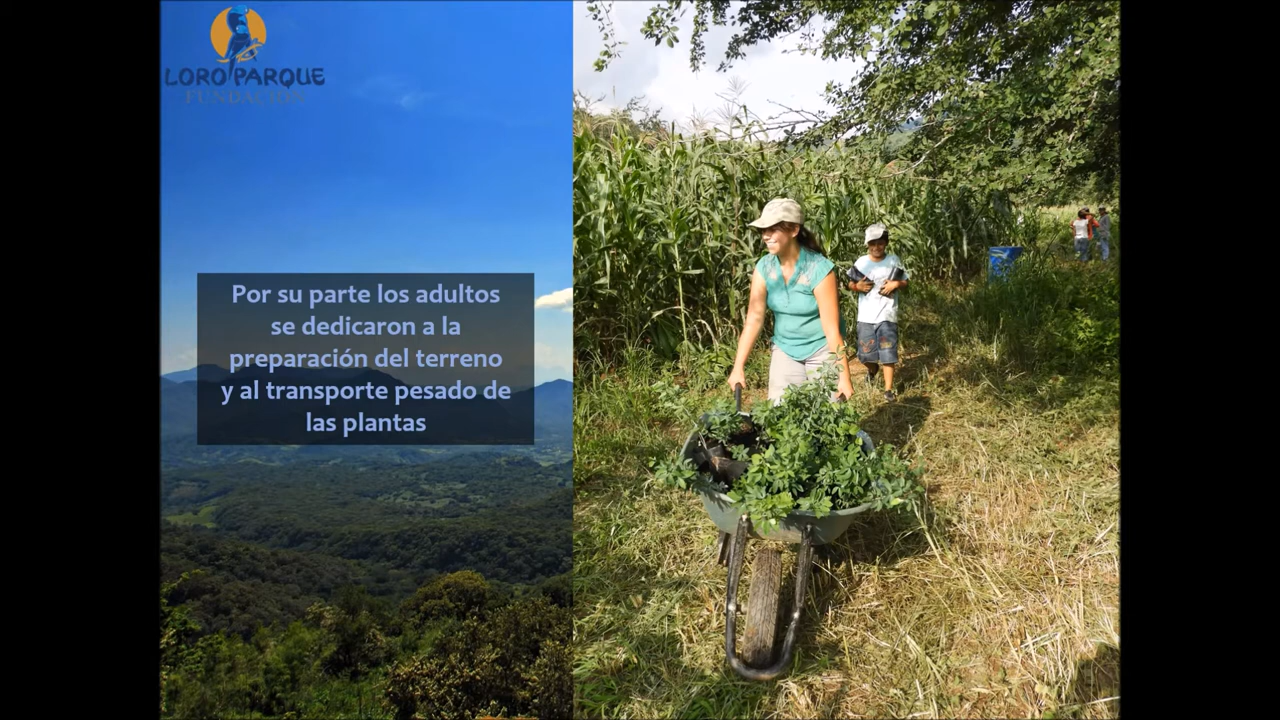 LORO PARQUE
FUNDACIÓN
Por su parte los adultos
se dedicaron a la
preparación del terreno
y al transporte pesado de
las plantas